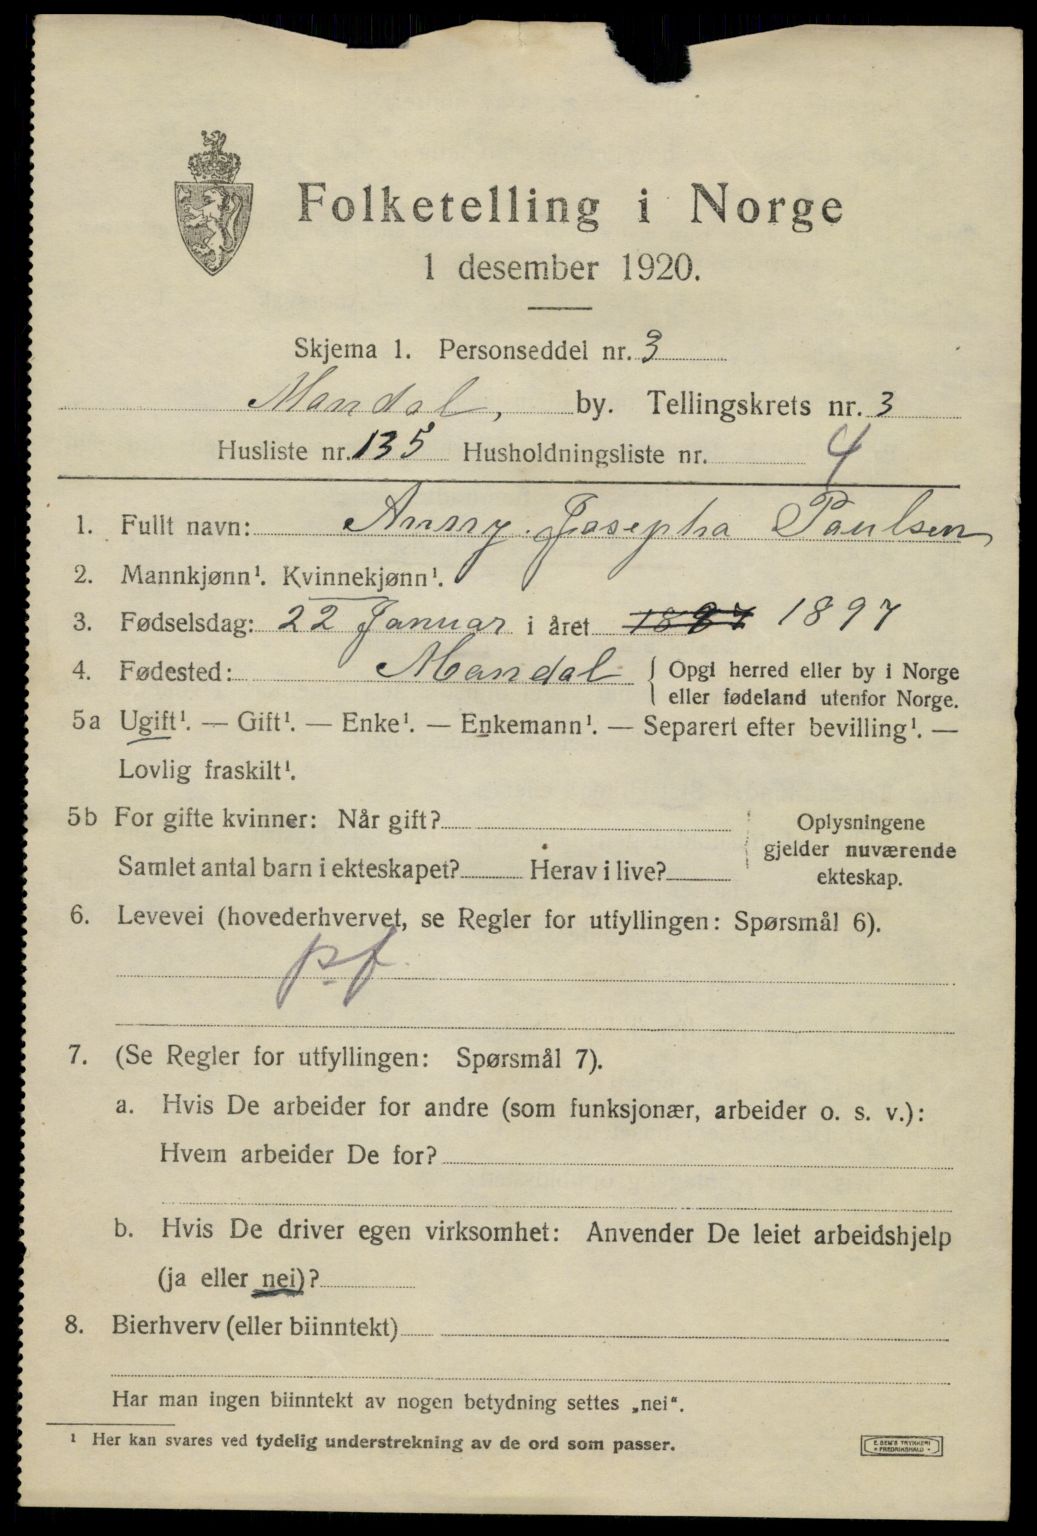 Folketelling i Norge
1 desember 1920.
Skjema 1. Personseddel nr. 3
Mandal, by. Tellingskrets nr. 3
Husliste nr. 135 Husholdningsliste nr. 4
1. Fullt navn: Anny Josepha Paulsen
2. Mannkjønn¹. Kvinnekjønn¹.
3. Fødselsdag: 22 Januar i året 1887 1897
4. Fødested: Mandal { Opgi herred eller by i Norge
eller fødeland utenfor Norge.
5a Ugift¹. — Gift¹. — Enke¹. — Enkemann¹. — Separert efter bevilling¹. —
Lovlig fraskilt¹.
5b For gifte kvinner: Når gift?
Samlet antal barn i ekteskapet? Herav i live?
Oplysningene
gjelder nuværende
ekteskap.
6. Levevei (hovederhvervet, se Regler for utfyllingen: Spørsmål 6).
pf
7. (Se Regler for utfyllingen: Spørsmål 7).
a. Hvis De arbeider for andre (som funksjonær, arbeider o. s. v.):
Hvem arbeider De for?
b. Hvis De driver egen virksomhet: Anvender De leiet arbeidshjelp
(ja eller nei)?
8. Bierhverv (eller biinntekt)
Har man ingen biinntekt av nogen betydning settes „nei".
¹ Her kan svares ved tydelig understrekning av de ord som passer.
E. SEM'S TRYKKERI
• FREDRIKSHALD •